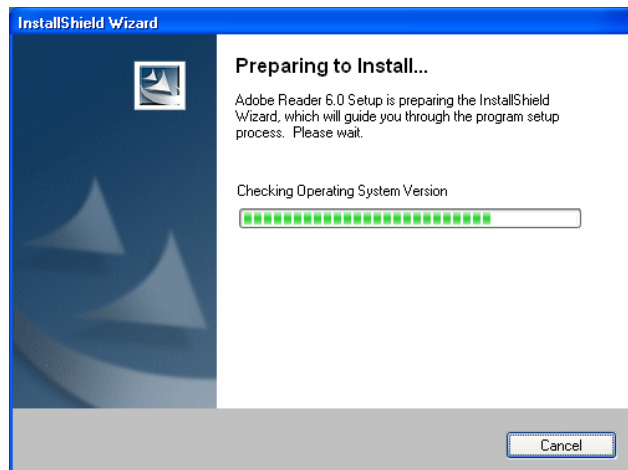 InstallShield Wizard
Preparing to Install...
Adobe Reader 6.0 Setup is preparing the InstallShield
Wizard, which will guide you through the program setup
process.  Please wait.
Checking Operating System Version
Cancel